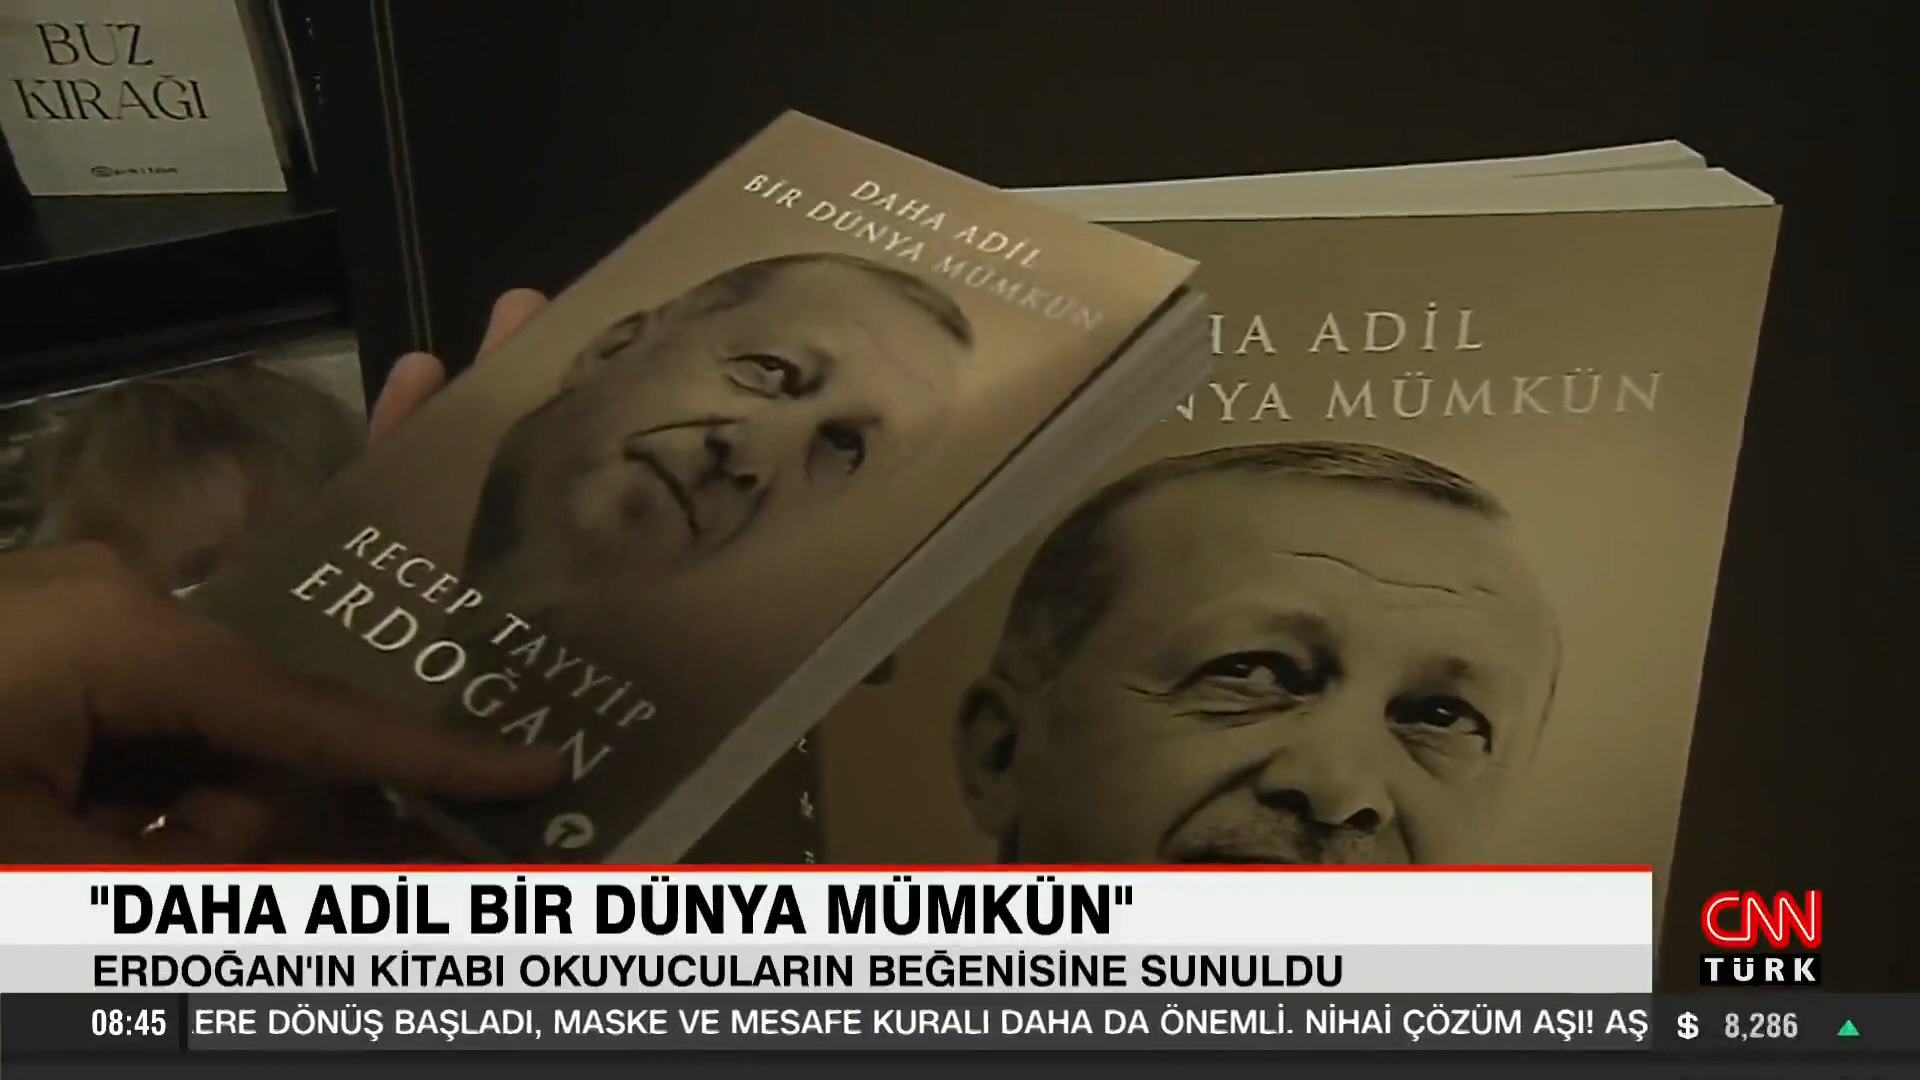 BUZ
KIRAĞI
DAHA ADİL
BİR DÜNYA MÜMKÜN
RECEP TAYYİP
ERDOĞAN
ADİL
MÜMKÜN
"DAHA ADİL BİR DÜNYA MÜMKÜN"
ERDOĞAN'IN KİTABI OKUYUCULARIN BEĞENİSİNE SUNULDU
CNN
TÜRK
08:45 ERE DÖNÜŞ BAŞLADI, MASKE VE MESAFE KURALI DAHA DA ÖNEMLİ. NİHAİ ÇÖZÜM AŞI! AŞ $ 8,286